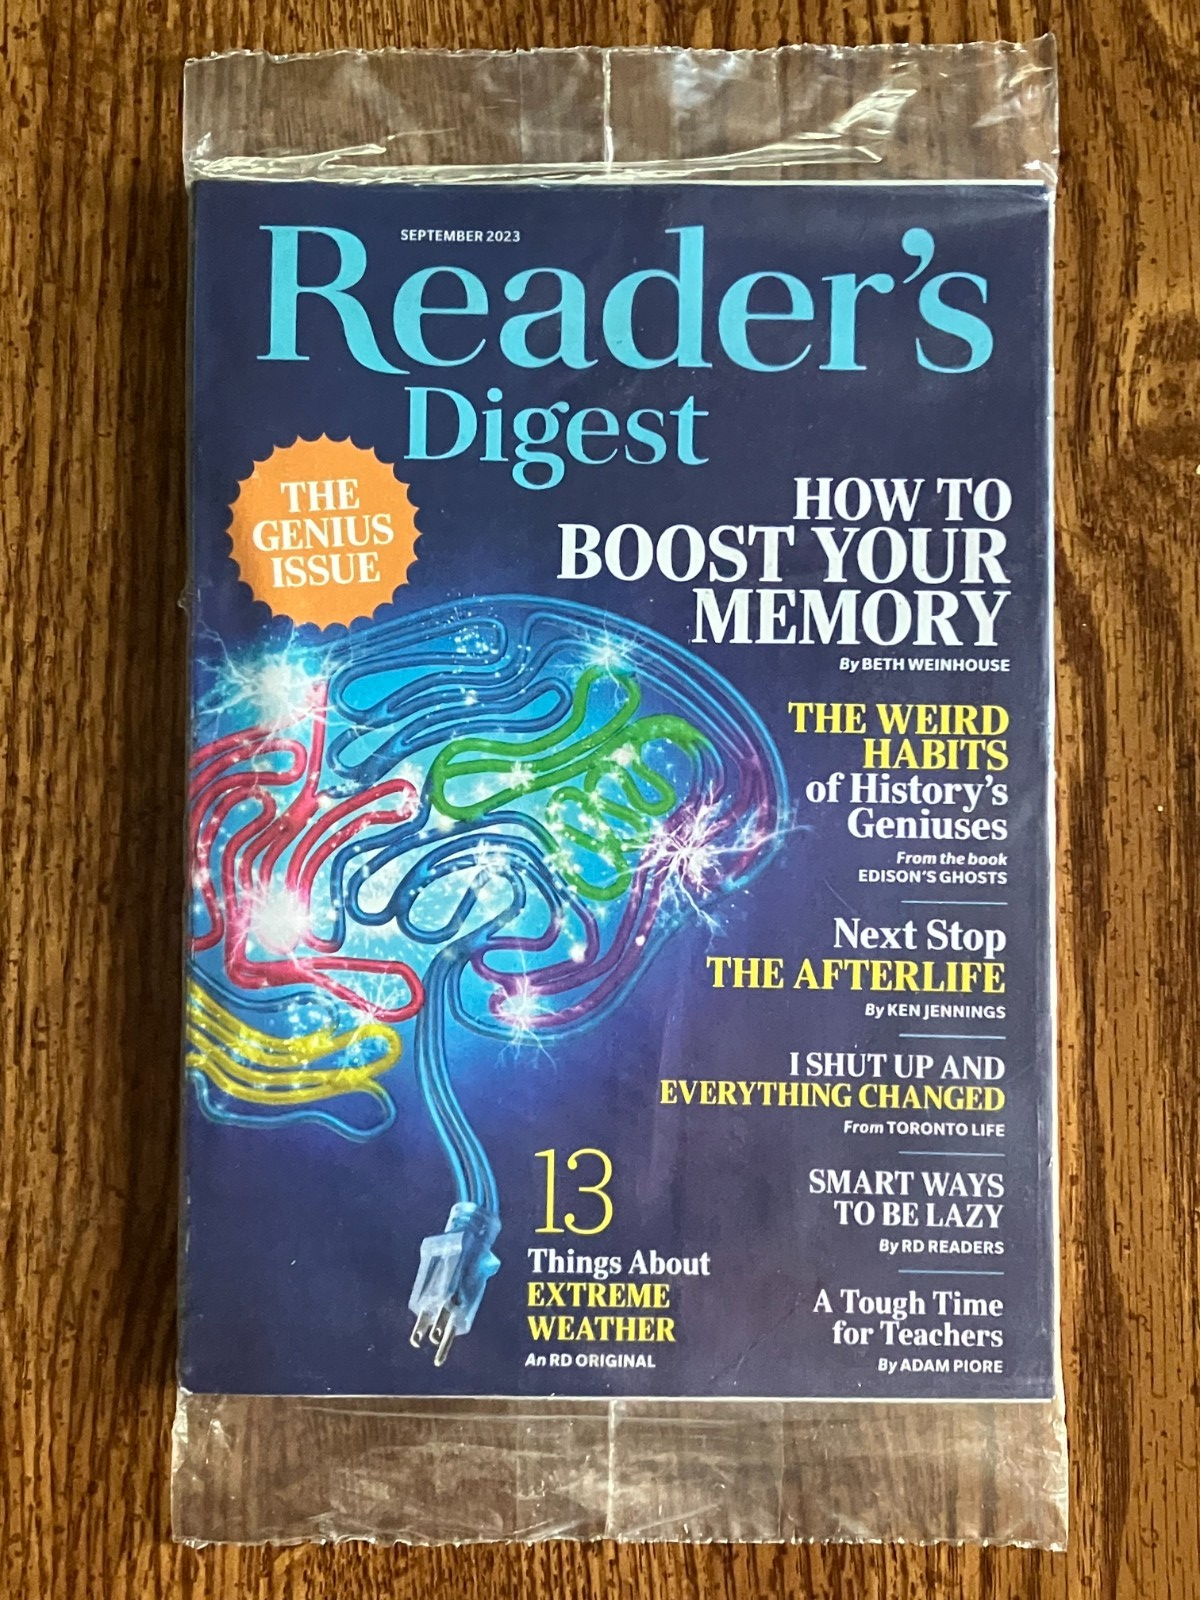 SEPTEMBER 2023
Reader's
Digest
THE
GENIUS
ISSUE
HOW TO
BOOST YOUR
MEMORY
By BETH WEINHOUSE
THE WEIRD
HABITS
of History's
Geniuses
From the book
EDISON'S GHOSTS
Next Stop
THE AFTERLIFE
By KEN JENNINGS
I SHUT UP AND
EVERYTHING CHANGED
From TORONTO LIFE
SMART WAYS
TO BE LAZY
By RD READERS
A Tough Time
for Teachers
By ADAM PIORE
13
Things About
EXTREME
WEATHER
An RD ORIGINAL